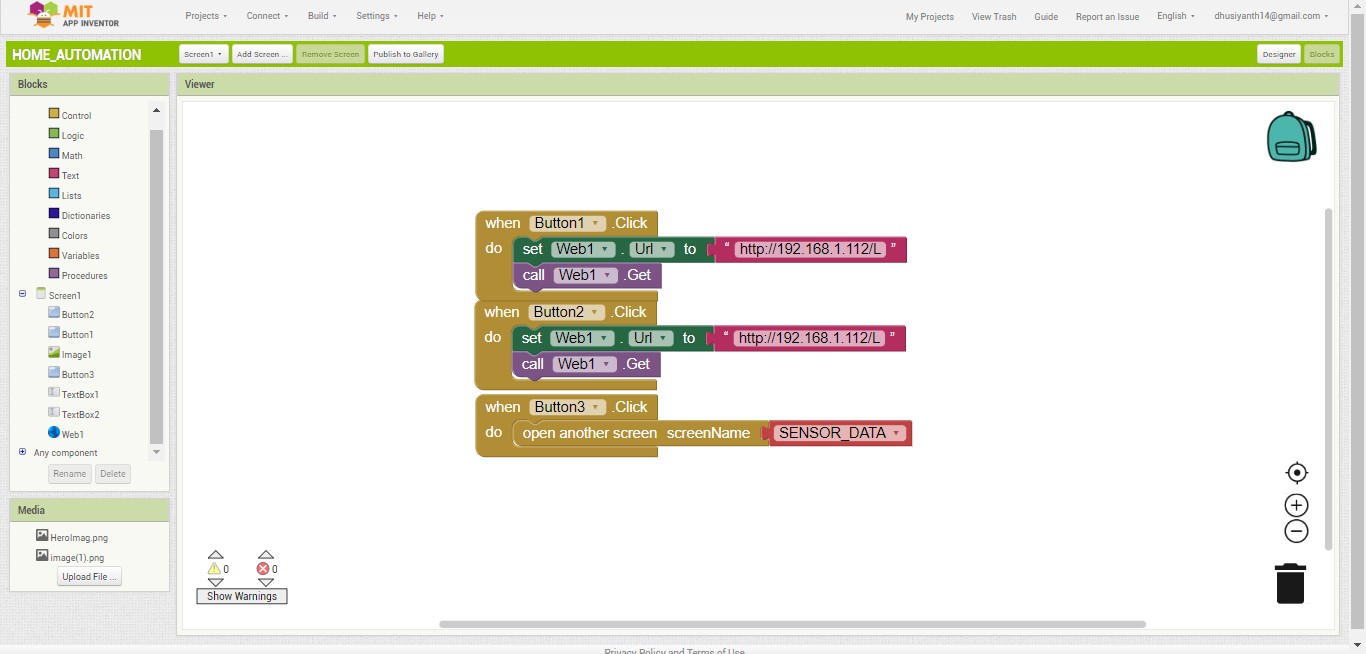 MIT
APP INVENTOR
Projects Connect Build Settings Help My Projects View Trash Guide Report an Issue English dhusiyanth14@gmail.com
HOME_AUTOMATION Screen1 Add Screen ... Remove Screen Publish to Gallery Designer Blocks
Blocks
Viewer
Control
Logic
Math
Text
Lists
Dictionaries
Colors
Variables
Procedures
Screen1
Button2
Button1
Image1
Button3
TextBox1
TextBox2
Web1
Any component
Rename Delete
Media
HeroImag.png
image(1).png
Upload File ...
when Button1 .Click
do set Web1 . Url to “ http://192.168.1.112/L ”
call Web1 .Get
when Button2 .Click
do set Web1 . Url to “ http://192.168.1.112/L ”
call Web1 .Get
when Button3 .Click
do open another screen screenName SENSOR_DATA
0 0
Show Warnings
Privacy Policy and Terms of Use